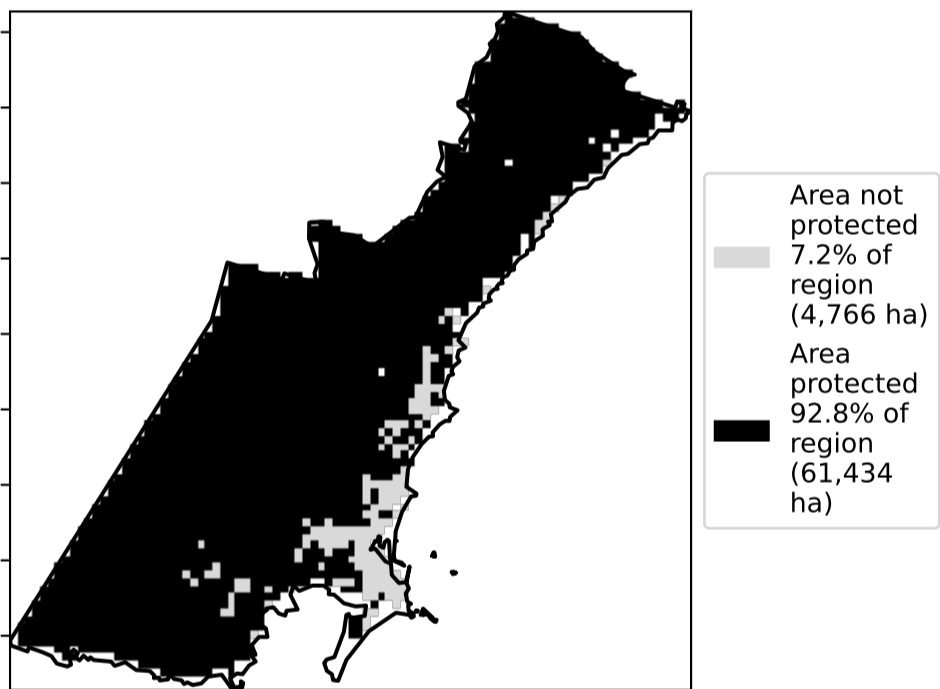 Area not
protected
7.2% of
region
(4,766 ha)
Area
protected
92.8% of
region
(61,434
ha)